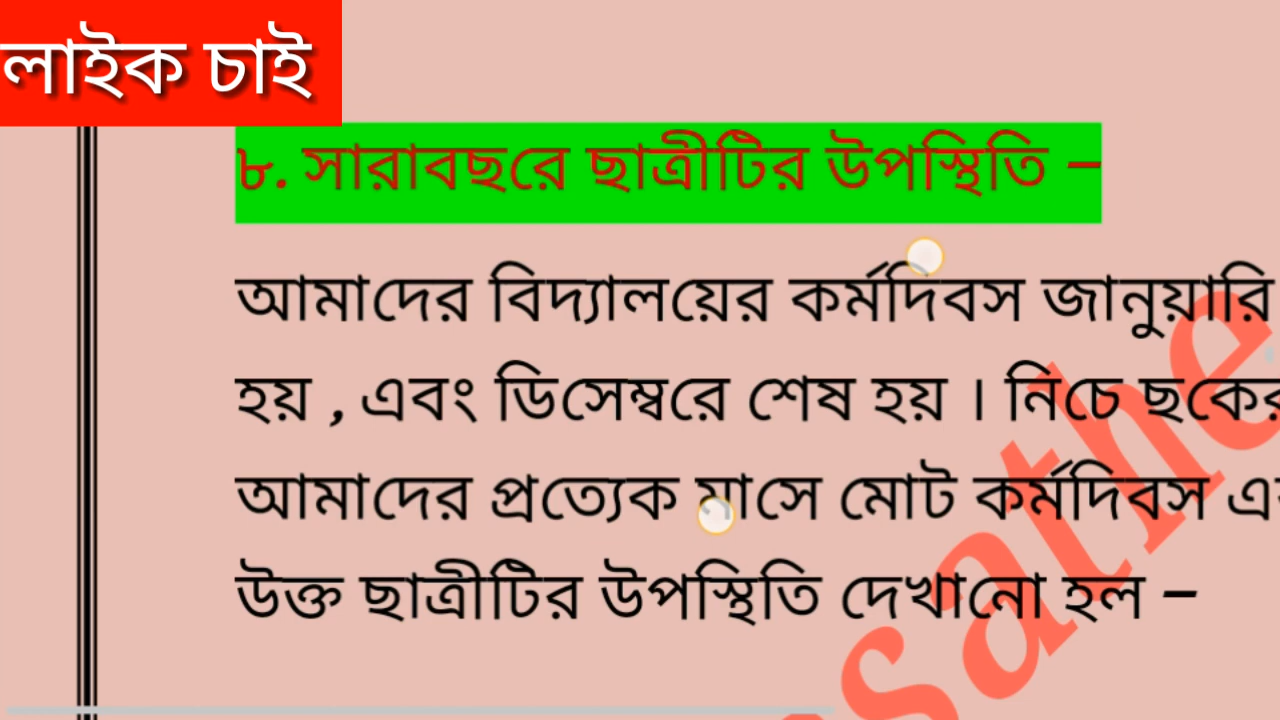 লাইক চাই
৮. সারাবছরে ছাত্রীটির উপস্থিতি –
আমাদের বিদ্যালয়ের কর্মদিবস জানুয়ারি
হয় , এবং ডিসেম্বরে শেষ হয় । নিচে ছকের
আমাদের প্রত্যেক মাসে মোট কর্মদিবস
উক্ত ছাত্রীটির উপস্থিতি দেখানো হল –
sathe